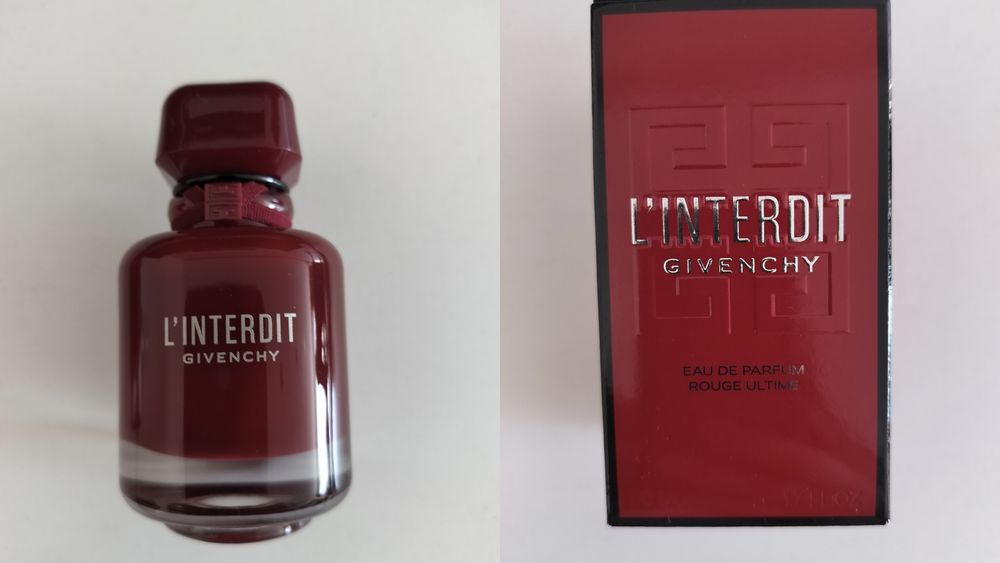 L'INTERDIT
GIVENCHY
L'INTERDIT
GIVENCHY
EAU DE PARFUM
ROUGE ULTIME